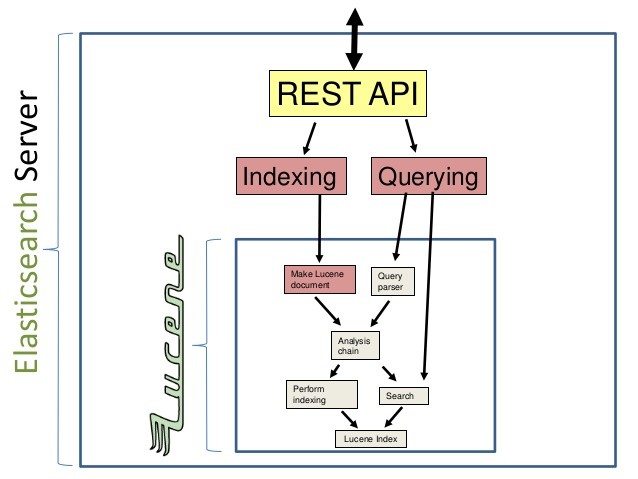 REST API
Indexing
Querying
Elasticsearch Server
Lucene
Make Lucene
document
Query
parser
Analysis
chain
Perform
indexing
Search
Lucene Index